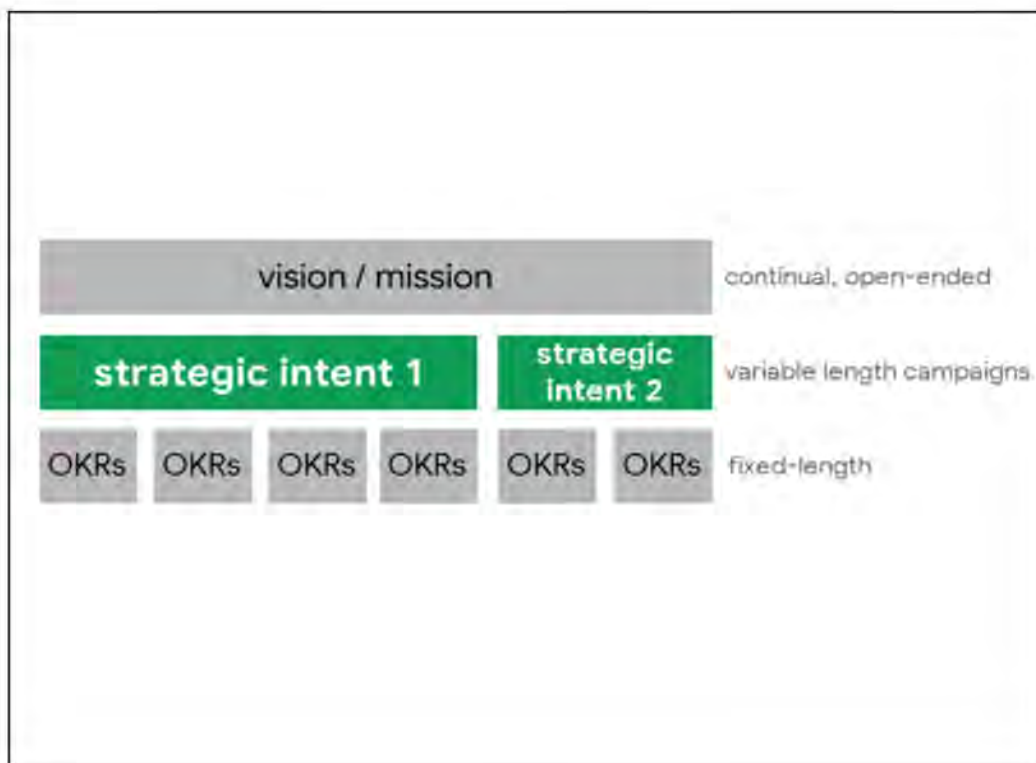 vision / mission
continual, open-ended
strategic intent 1
strategic
intent 2
variable length campaigns
OKRs
OKRs
OKRs
OKRs
OKRs
OKRs
fixed-length